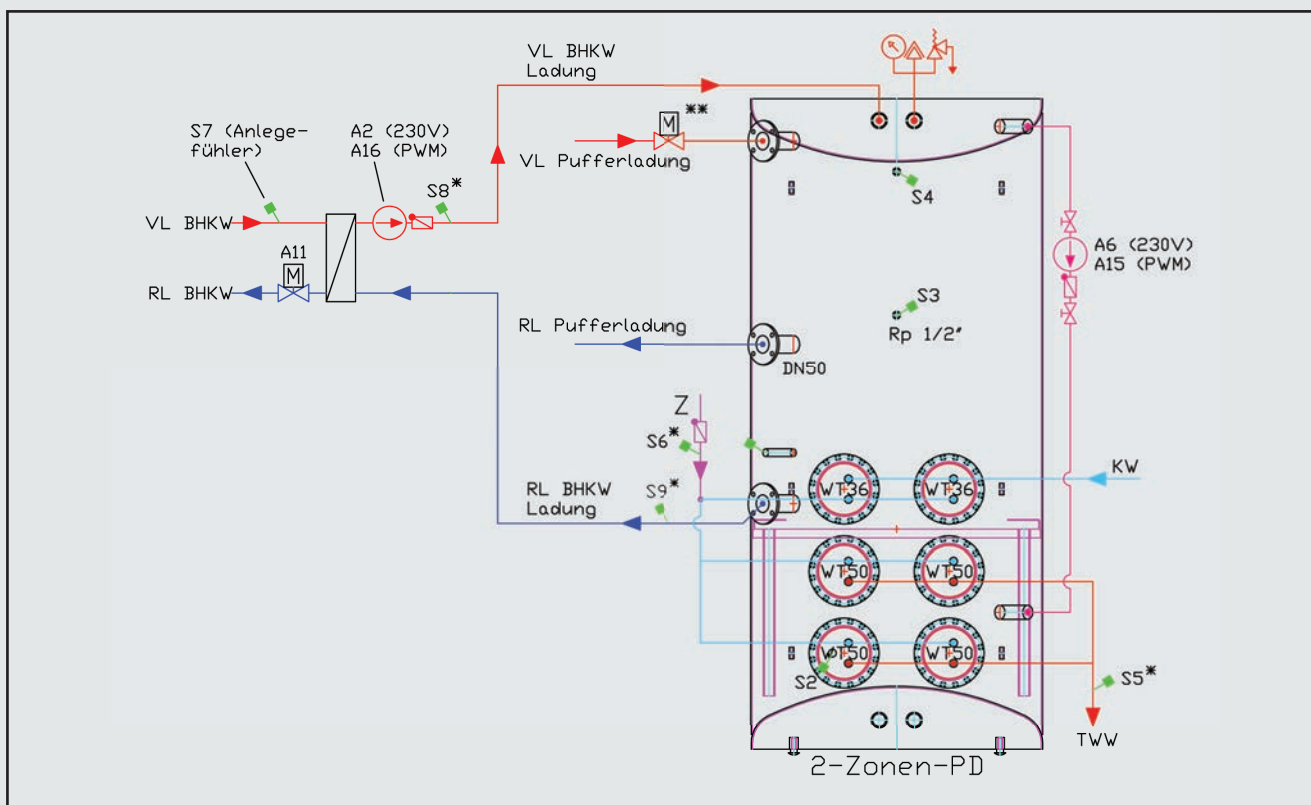 VL BHKW
Ladung
S7 (Anlege-
fühler)
A2 (230V)
A16 (PWM)
M
**
VL Pufferladung
S8*
S4
VL BHKW
A11
M
RL BHKW
A6 (230V)
A15 (PWM)
S3
Rp 1/2"
RL Pufferladung
DN50
Z
S6*
KW
WT36
WT36
RL BHKW
Ladung
S9*
WT50
WT50
WT50
WT50
S2
S5*
TWW
2-Zonen-PD